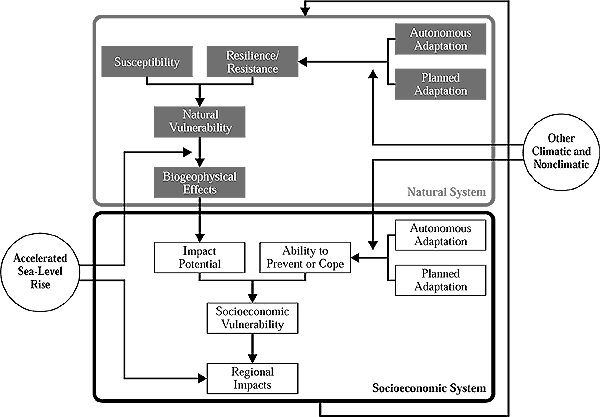 Autonomous
Adaptation
Susceptibility
Resilience/
Resistance
Planned
Adaptation
Natural
Vulnerability
Other
Climatic and
Nonclimatic
Biogeophysical
Effects
Natural System
Autonomous
Adaptation
Accelerated
Sea-Level
Rise
Impact
Potential
Ability to
Prevent or Cope
Planned
Adaptation
Socioeconomic
Vulnerability
Regional
Impacts
Socioeconomic System